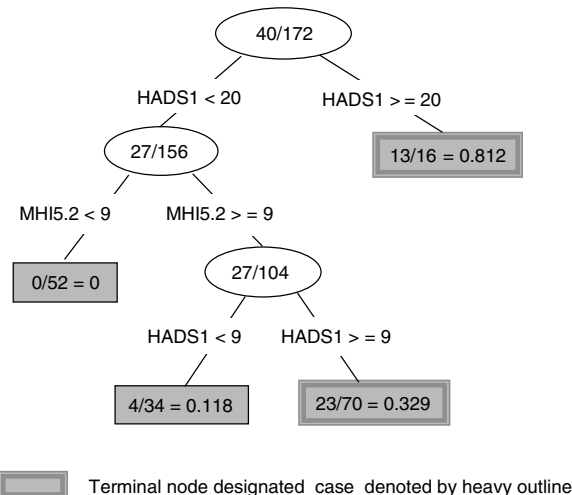 40/172
HADS1 < 20
HADS1 > = 20
27/156
13/16 = 0.812
MHI5.2 < 9
MHI5.2 > = 9
0/52 = 0
27/104
HADS1 < 9
HADS1 > = 9
4/34 = 0.118
23/70 = 0.329
Terminal node designated case denoted by heavy outline